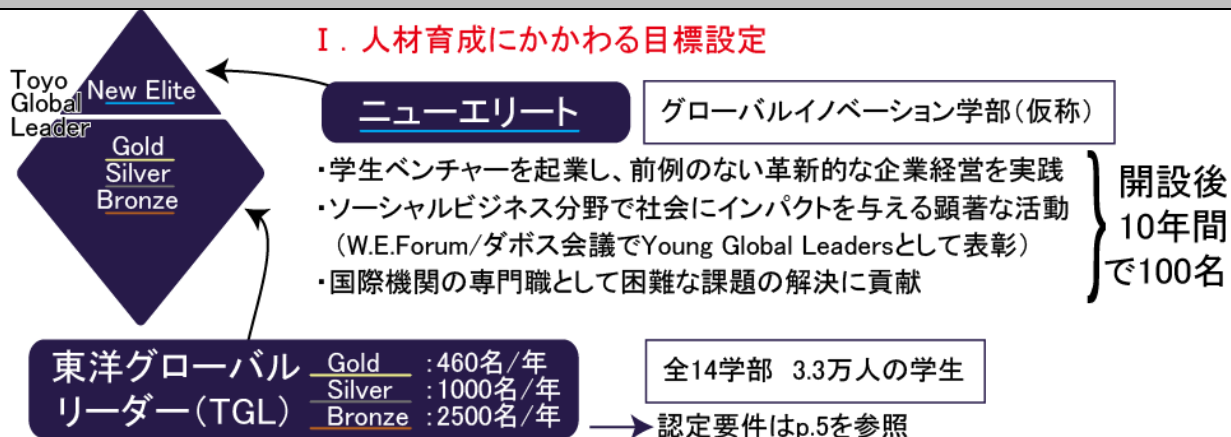 Ⅰ．人材育成にかかわる目標設定
Toyo
Global
Leader
New Elite
Gold
Silver
Bronze
ニューエリート
グローバルイノベーション学部(仮称)
・学生ベンチャーを起業し、前例のない革新的な企業経営を実践
・ソーシャルビジネス分野で社会にインパクトを与える顕著な活動
（W.E.Forum/ダボス会議でYoung Global Leadersとして表彰）
・国際機関の専門職として困難な課題の解決に貢献
開設後
10年間
で100名
東洋グローバル
リーダー(TGL)
Gold :460名/年
Silver :1000名/年
Bronze :2500名/年
全14学部 3.3万人の学生
認定要件はp.5を参照